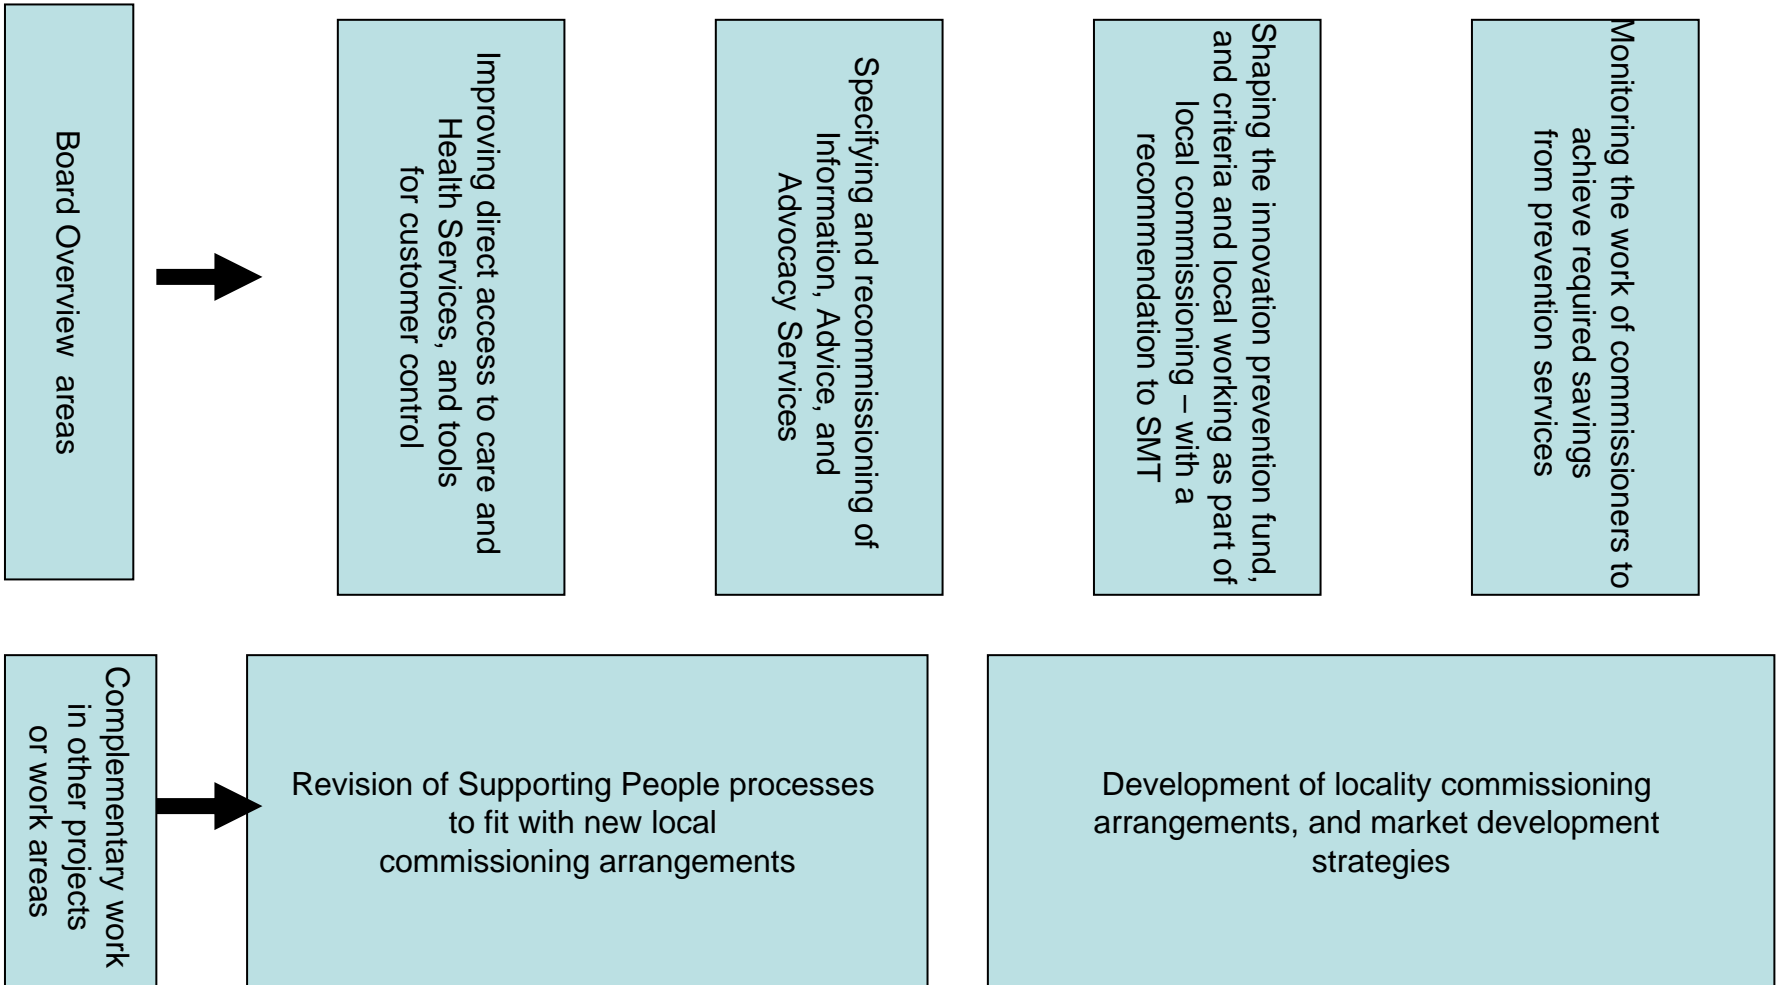 Board Overview areas
Improving direct access to care and
Health Services, and tools
for customer control
Specifying and recommissioning of
Information, Advice, and
Advocacy Services
Shaping the innovation prevention fund,
and criteria and local working as part of
local commissioning – with a
recommendation to SMT
Monitoring the work of commissioners to
achieve required savings
from prevention services
Complementary work
in other projects
or work areas
Revision of Supporting People processes
to fit with new local
commissioning arrangements
Development of locality commissioning
arrangements, and market development
strategies